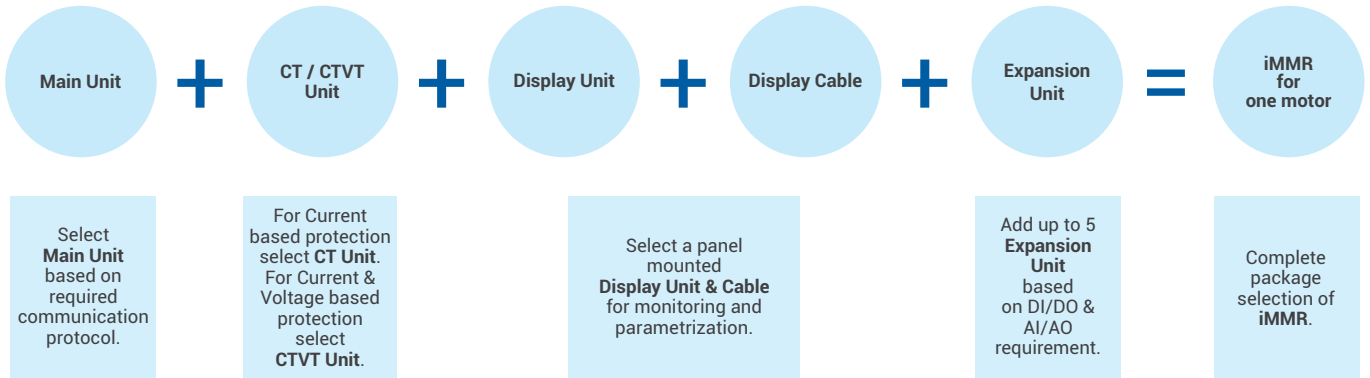 Main Unit
+
CT / CTVT
Unit
+
Display Unit
+
Display Cable
+
Expansion
Unit
=
iMMR
for
one motor
Select
Main Unit
based on
required
communication
protocol.
For Current
based protection
select CT Unit.
For Current &
Voltage based
protection
select
CTVT Unit.
Select a panel
mounted
Display Unit & Cable
for monitoring and
parametrization.
Add up to 5
Expansion
Unit
based
on DI/DO &
AI/AO
requirement.
Complete
package
selection of
iMMR.